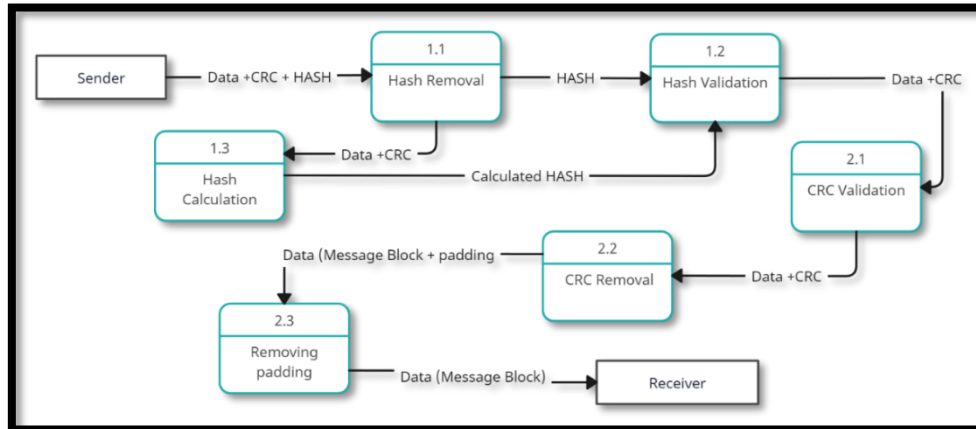 Sender
Data +CRC + HASH
1.1
Hash Removal
HASH
1.2
Hash Validation
Data +CRC
1.3
Hash
Calculation
Data +CRC
Calculated HASH
2.1
CRC Validation
Data +CRC
2.2
CRC Removal
Data (Message Block + padding
2.3
Removing
padding
Data (Message Block)
Receiver